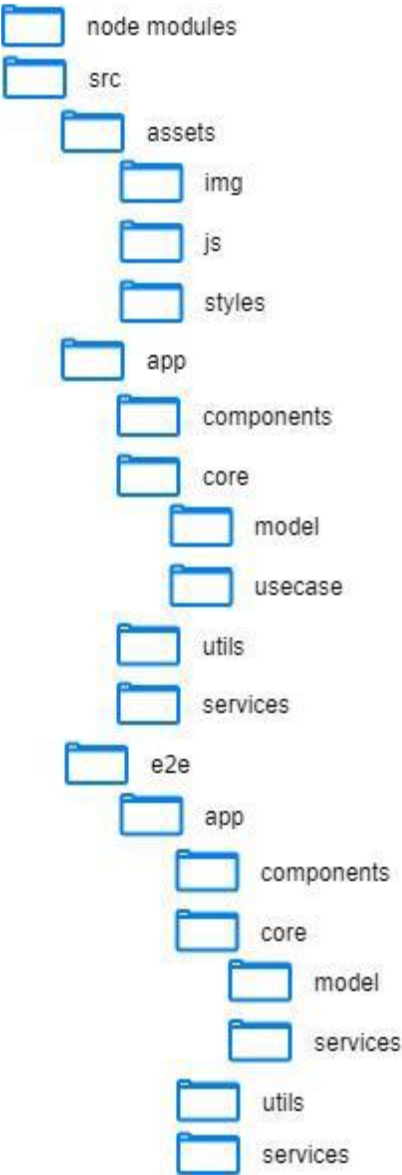 node modules
src
assets
img
js
styles
app
components
core
model
usecase
utils
services
e2e
app
components
core
model
services
utils
services